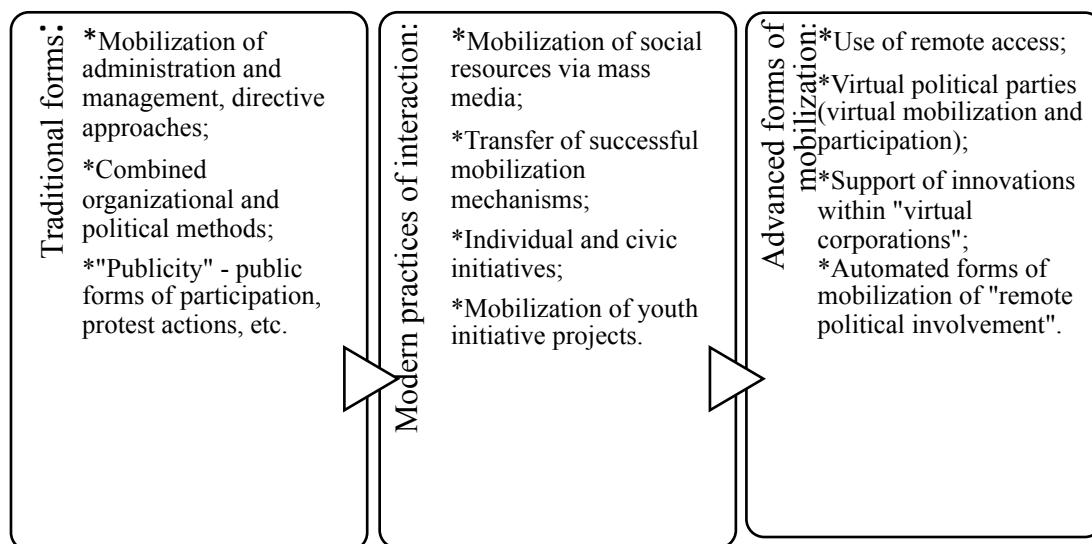 Traditional forms:
*Mobilization of
administration and
management, directive
approaches;
*Combined
organizational and
political methods;
*"Publicity" - public
forms of participation,
protest actions, etc.
Modern practices of interaction:
*Mobilization of social
resources via mass
media;
*Transfer of successful
mobilization
mechanisms;
*Individual and civic
initiatives;
*Mobilization of youth
initiative projects.
Advanced forms of
mobilization:
*Use of remote access;
*Virtual political parties
(virtual mobilization and
participation);
*Support of innovations
within "virtual
corporations";
*Automated forms of
mobilization of "remote
political involvement".